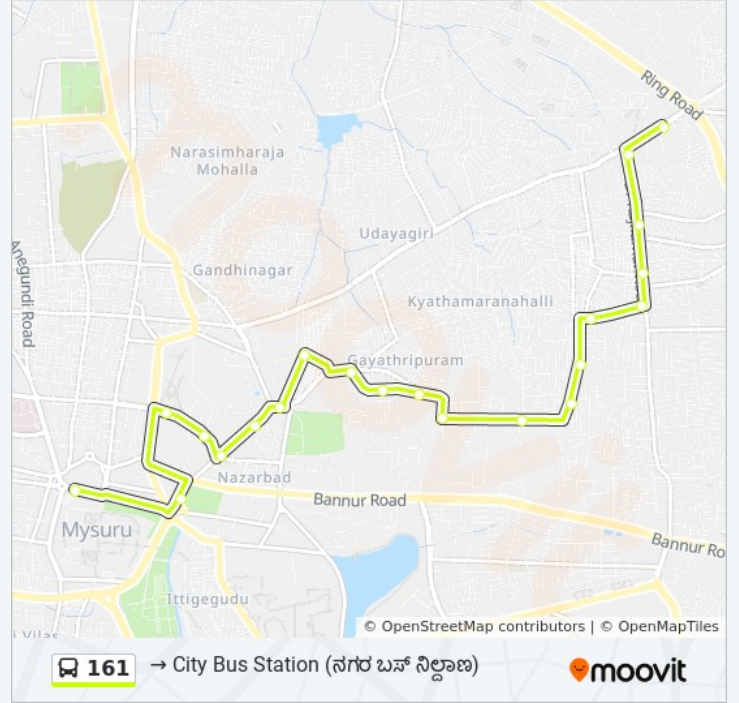 Ring Road
Narasimharaja
Mohalla
Udayagiri
Anegundi Road
Gandhinagar
Kyathamaranahalli
Gayathripuram
Nazarbad
Bannur Road
Mysuru
Bannur Ro
Ittigegudu
i Vilas
© OpenStreetMap contributors | © OpenMapTiles
161 → City Bus Station (ನಗರ ಬಸ್ ನಿಲ್ದಾಣ)
moovit